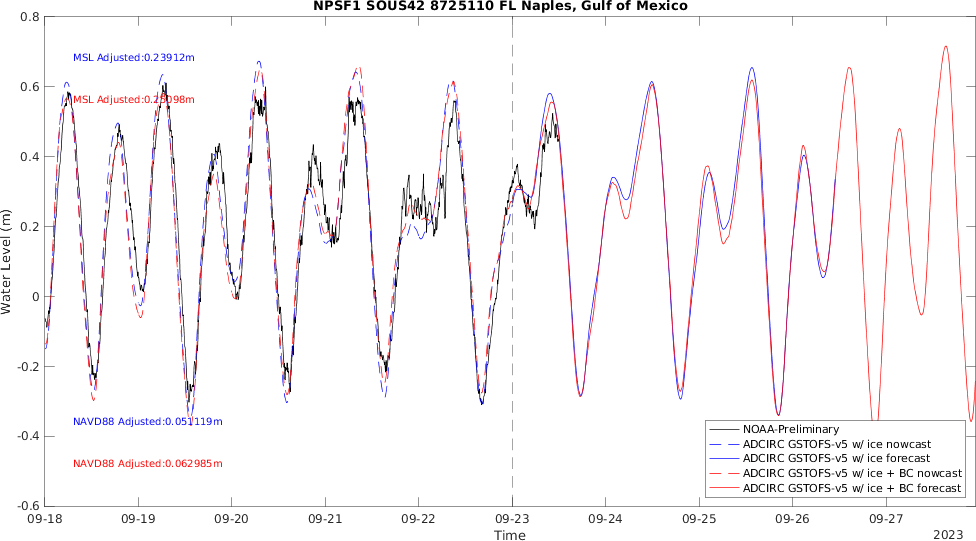 NPSF1 SOUS42 8725110 FL Naples, Gulf of Mexico
0.8
0.6
0.4
0.2
0
-0.2
-0.4
-0.6
Water Level (m)
MSL Adjusted:0.23912m
MSL Adjusted:0.25098m
NAVD88 Adjusted:0.051119m
NAVD88 Adjusted:0.062985m
NOAA-Preliminary
ADCIRC GSTOFS-v5 w/ ice nowcast
ADCIRC GSTOFS-v5 w/ ice forecast
ADCIRC GSTOFS-v5 w/ ice + BC nowcast
ADCIRC GSTOFS-v5 w/ ice + BC forecast
09-18 09-19 09-20 09-21 09-22 09-23 09-24 09-25 09-26 09-27
Time
2023